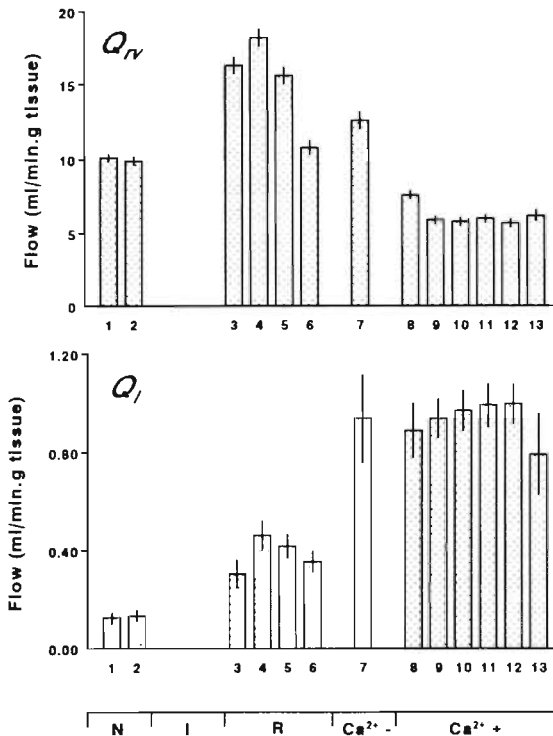 20
Q_rv
15
10
5
0
Flow (ml/min.g tissue)
1 2 3 4 5 6 7 8 9 10 11 12 13
1.20
Q_i
0.80
0.40
0.00
Flow (ml/min.g tissue)
1 2 3 4 5 6 7 8 9 10 11 12 13
N I R Ca²⁺ - Ca²⁺ +